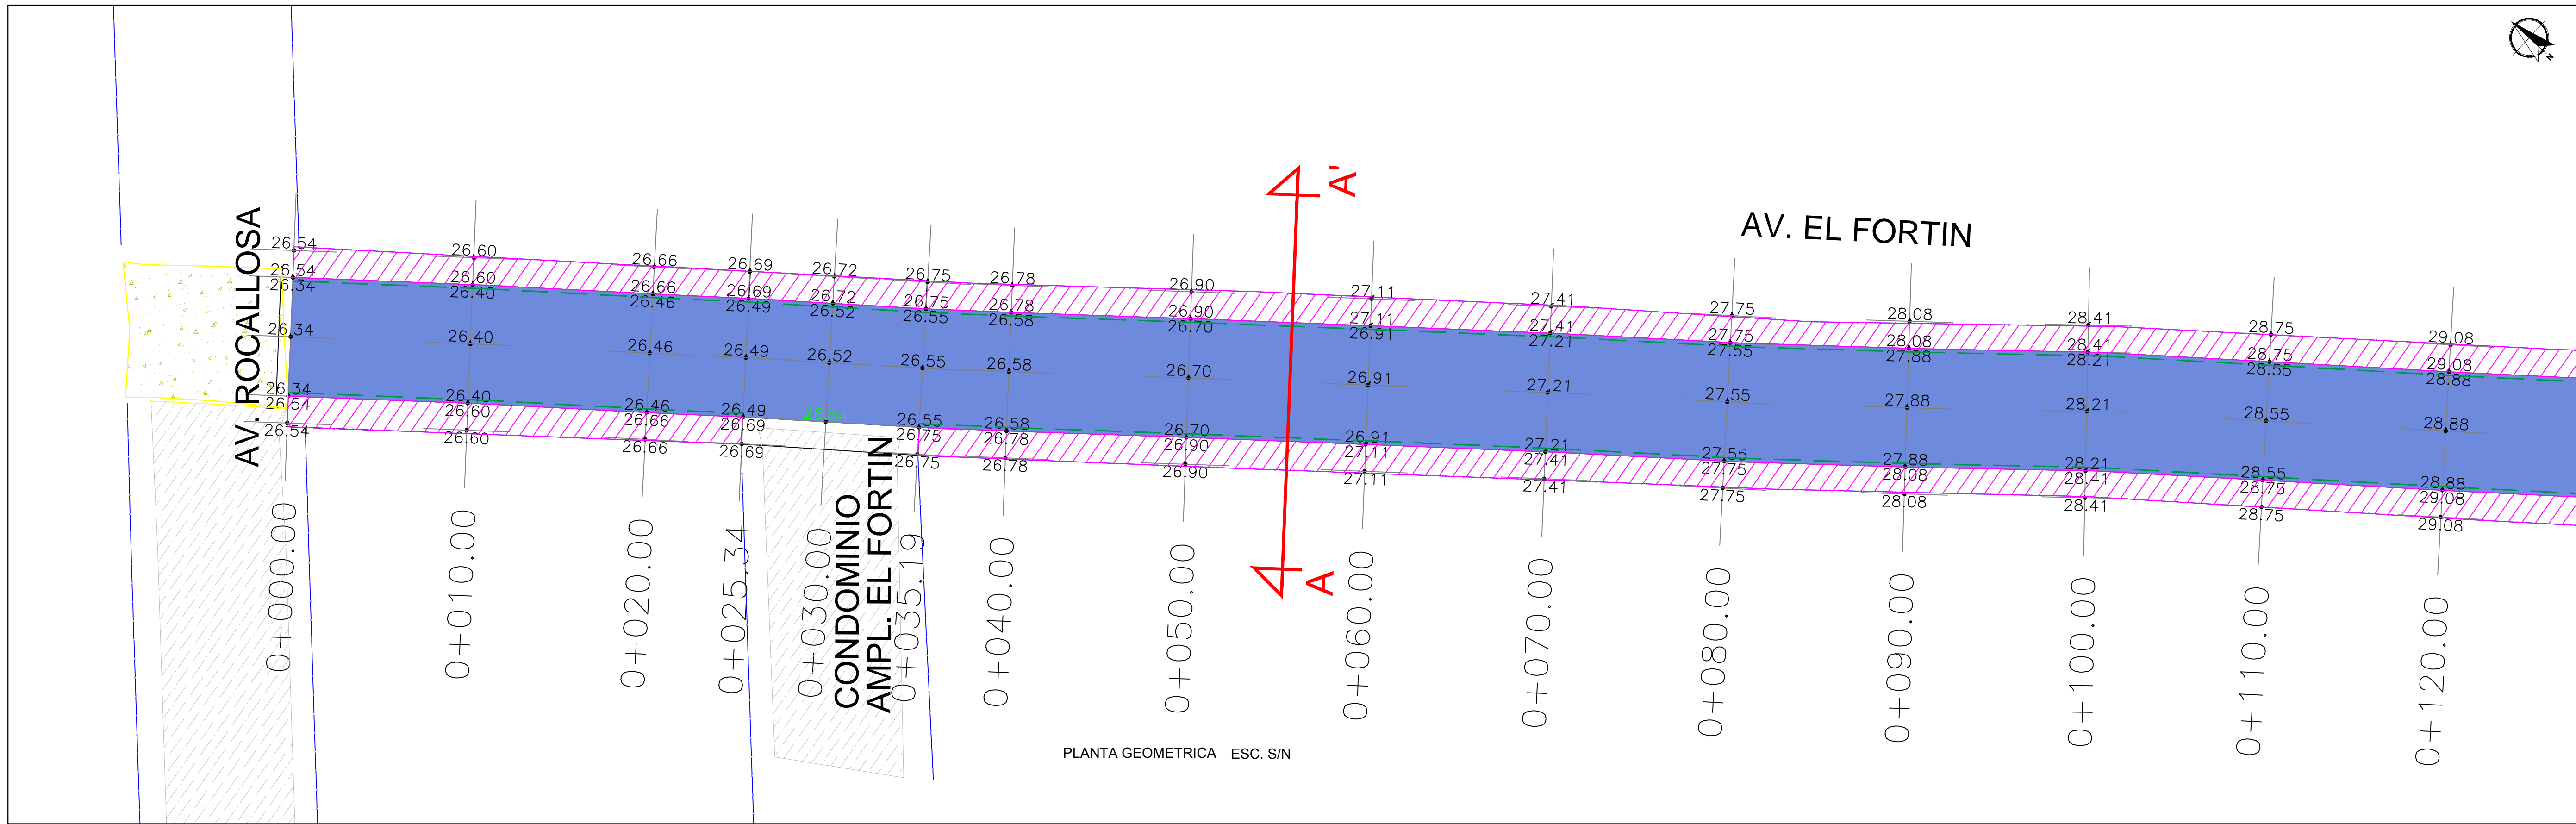 N
A'
AV. EL FORTIN
AV. ROCALLOSA
26.54 26.60 26.66 26.69 26.72 26.75 26.78 26.90 27.11 27.41 27.75 28.08 28.41 28.75 29.08
26.54 26.60 26.66 26.69 26.72 26.75 26.78 26.90 27.11 27.41 27.75 28.08 28.41 28.75 29.08
26.34 26.40 26.46 26.49 26.52 26.55 26.58 26.70 26.91 27.21 27.55 27.88 28.21 28.55 28.88
26.34 26.40 26.46 26.49 26.52 26.55 26.58 26.70 26.91 27.21 27.55 27.88 28.21 28.55 28.88
26.34 26.40 26.46 26.49 26.55 26.58 26.70 26.91 27.21 27.55 27.88 28.21 28.55 28.88
26.54 26.60 26.66 26.69 26.75 26.78 26.90 27.11 27.41 27.75 28.08 28.41 28.75 29.08
26.54 26.60 26.66 26.69 26.75 26.78 26.90 27.11 27.41 27.75 28.08 28.41 28.75 29.08
A
0+000.00
0+010.00
0+020.00
0+025.34
0+030.00
CONDOMINIO
AMPL. EL FORTIN
0+035.19
0+040.00
0+050.00
0+060.00
0+070.00
0+080.00
0+090.00
0+100.00
0+110.00
0+120.00
PLANTA GEOMETRICA ESC. S/N